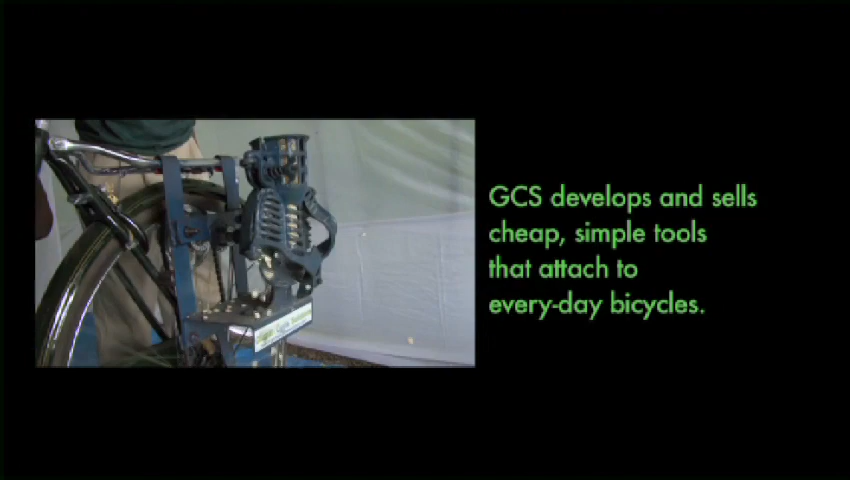 GCS develops and sells
cheap, simple tools
that attach to
every-day bicycles.